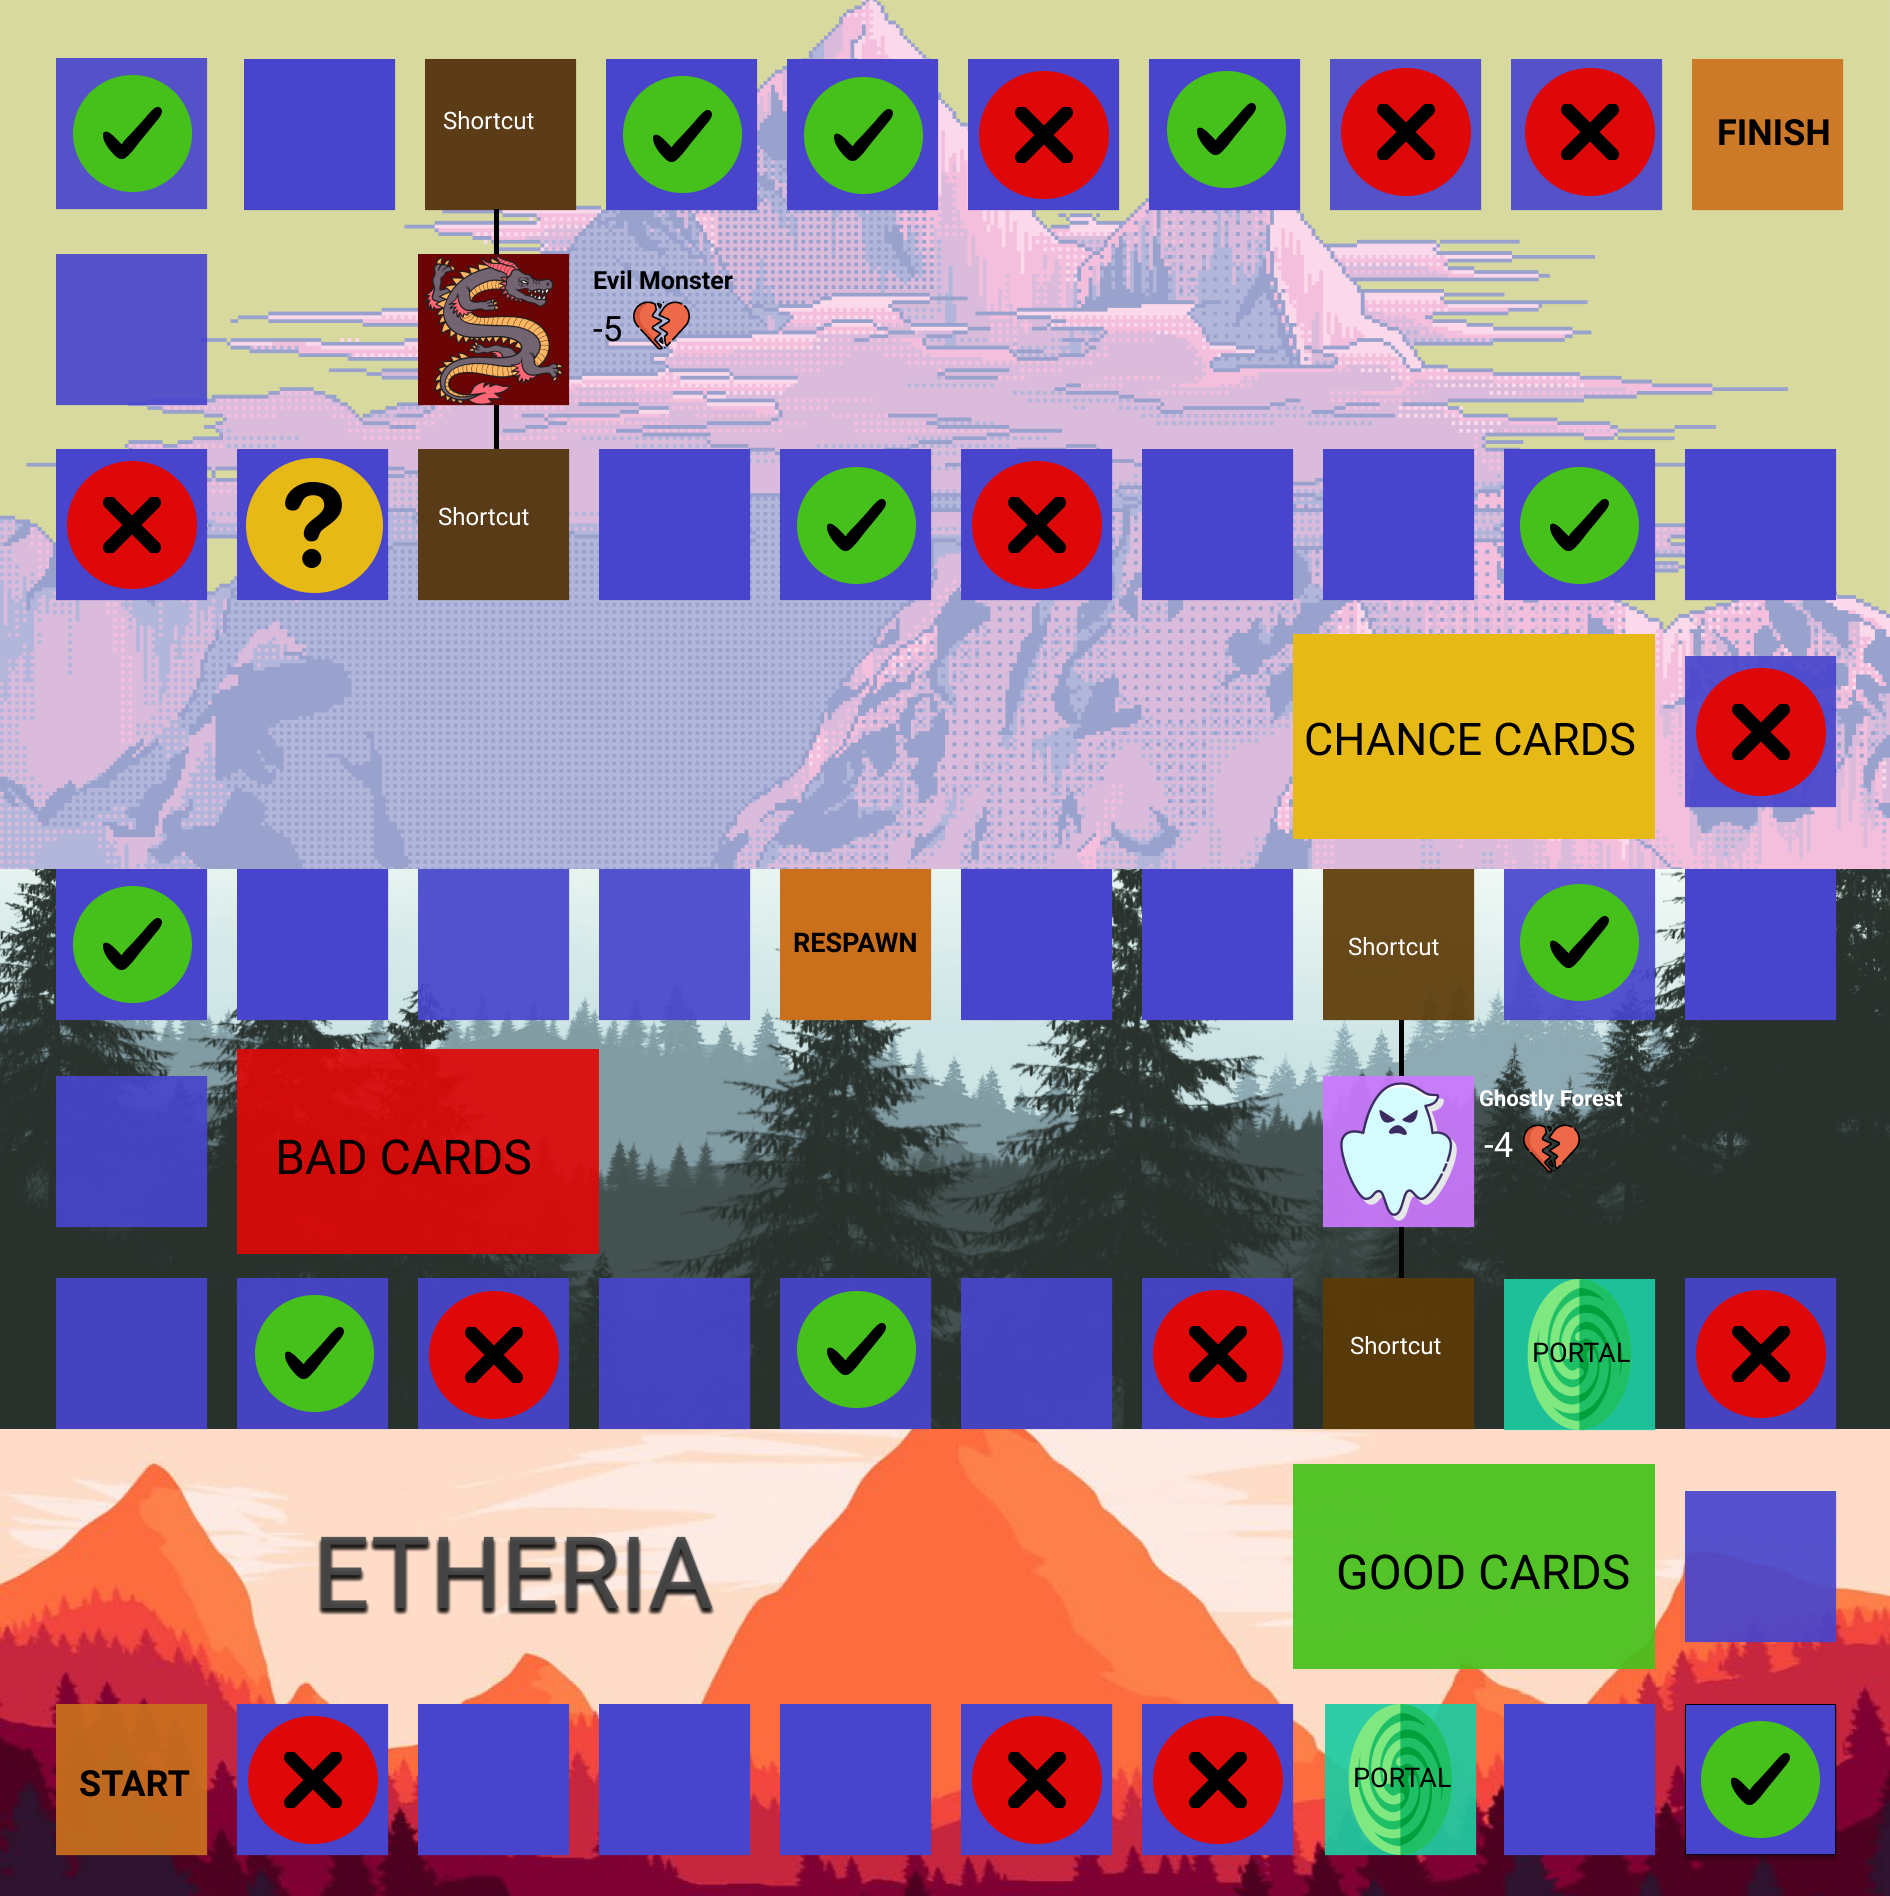 Shortcut
FINISH
Evil Monster
-5
?
Shortcut
CHANCE CARDS
RESPAWN
Shortcut
BAD CARDS
Ghostly Forest
-4
Shortcut
PORTAL
ETHERIA
GOOD CARDS
START
PORTAL